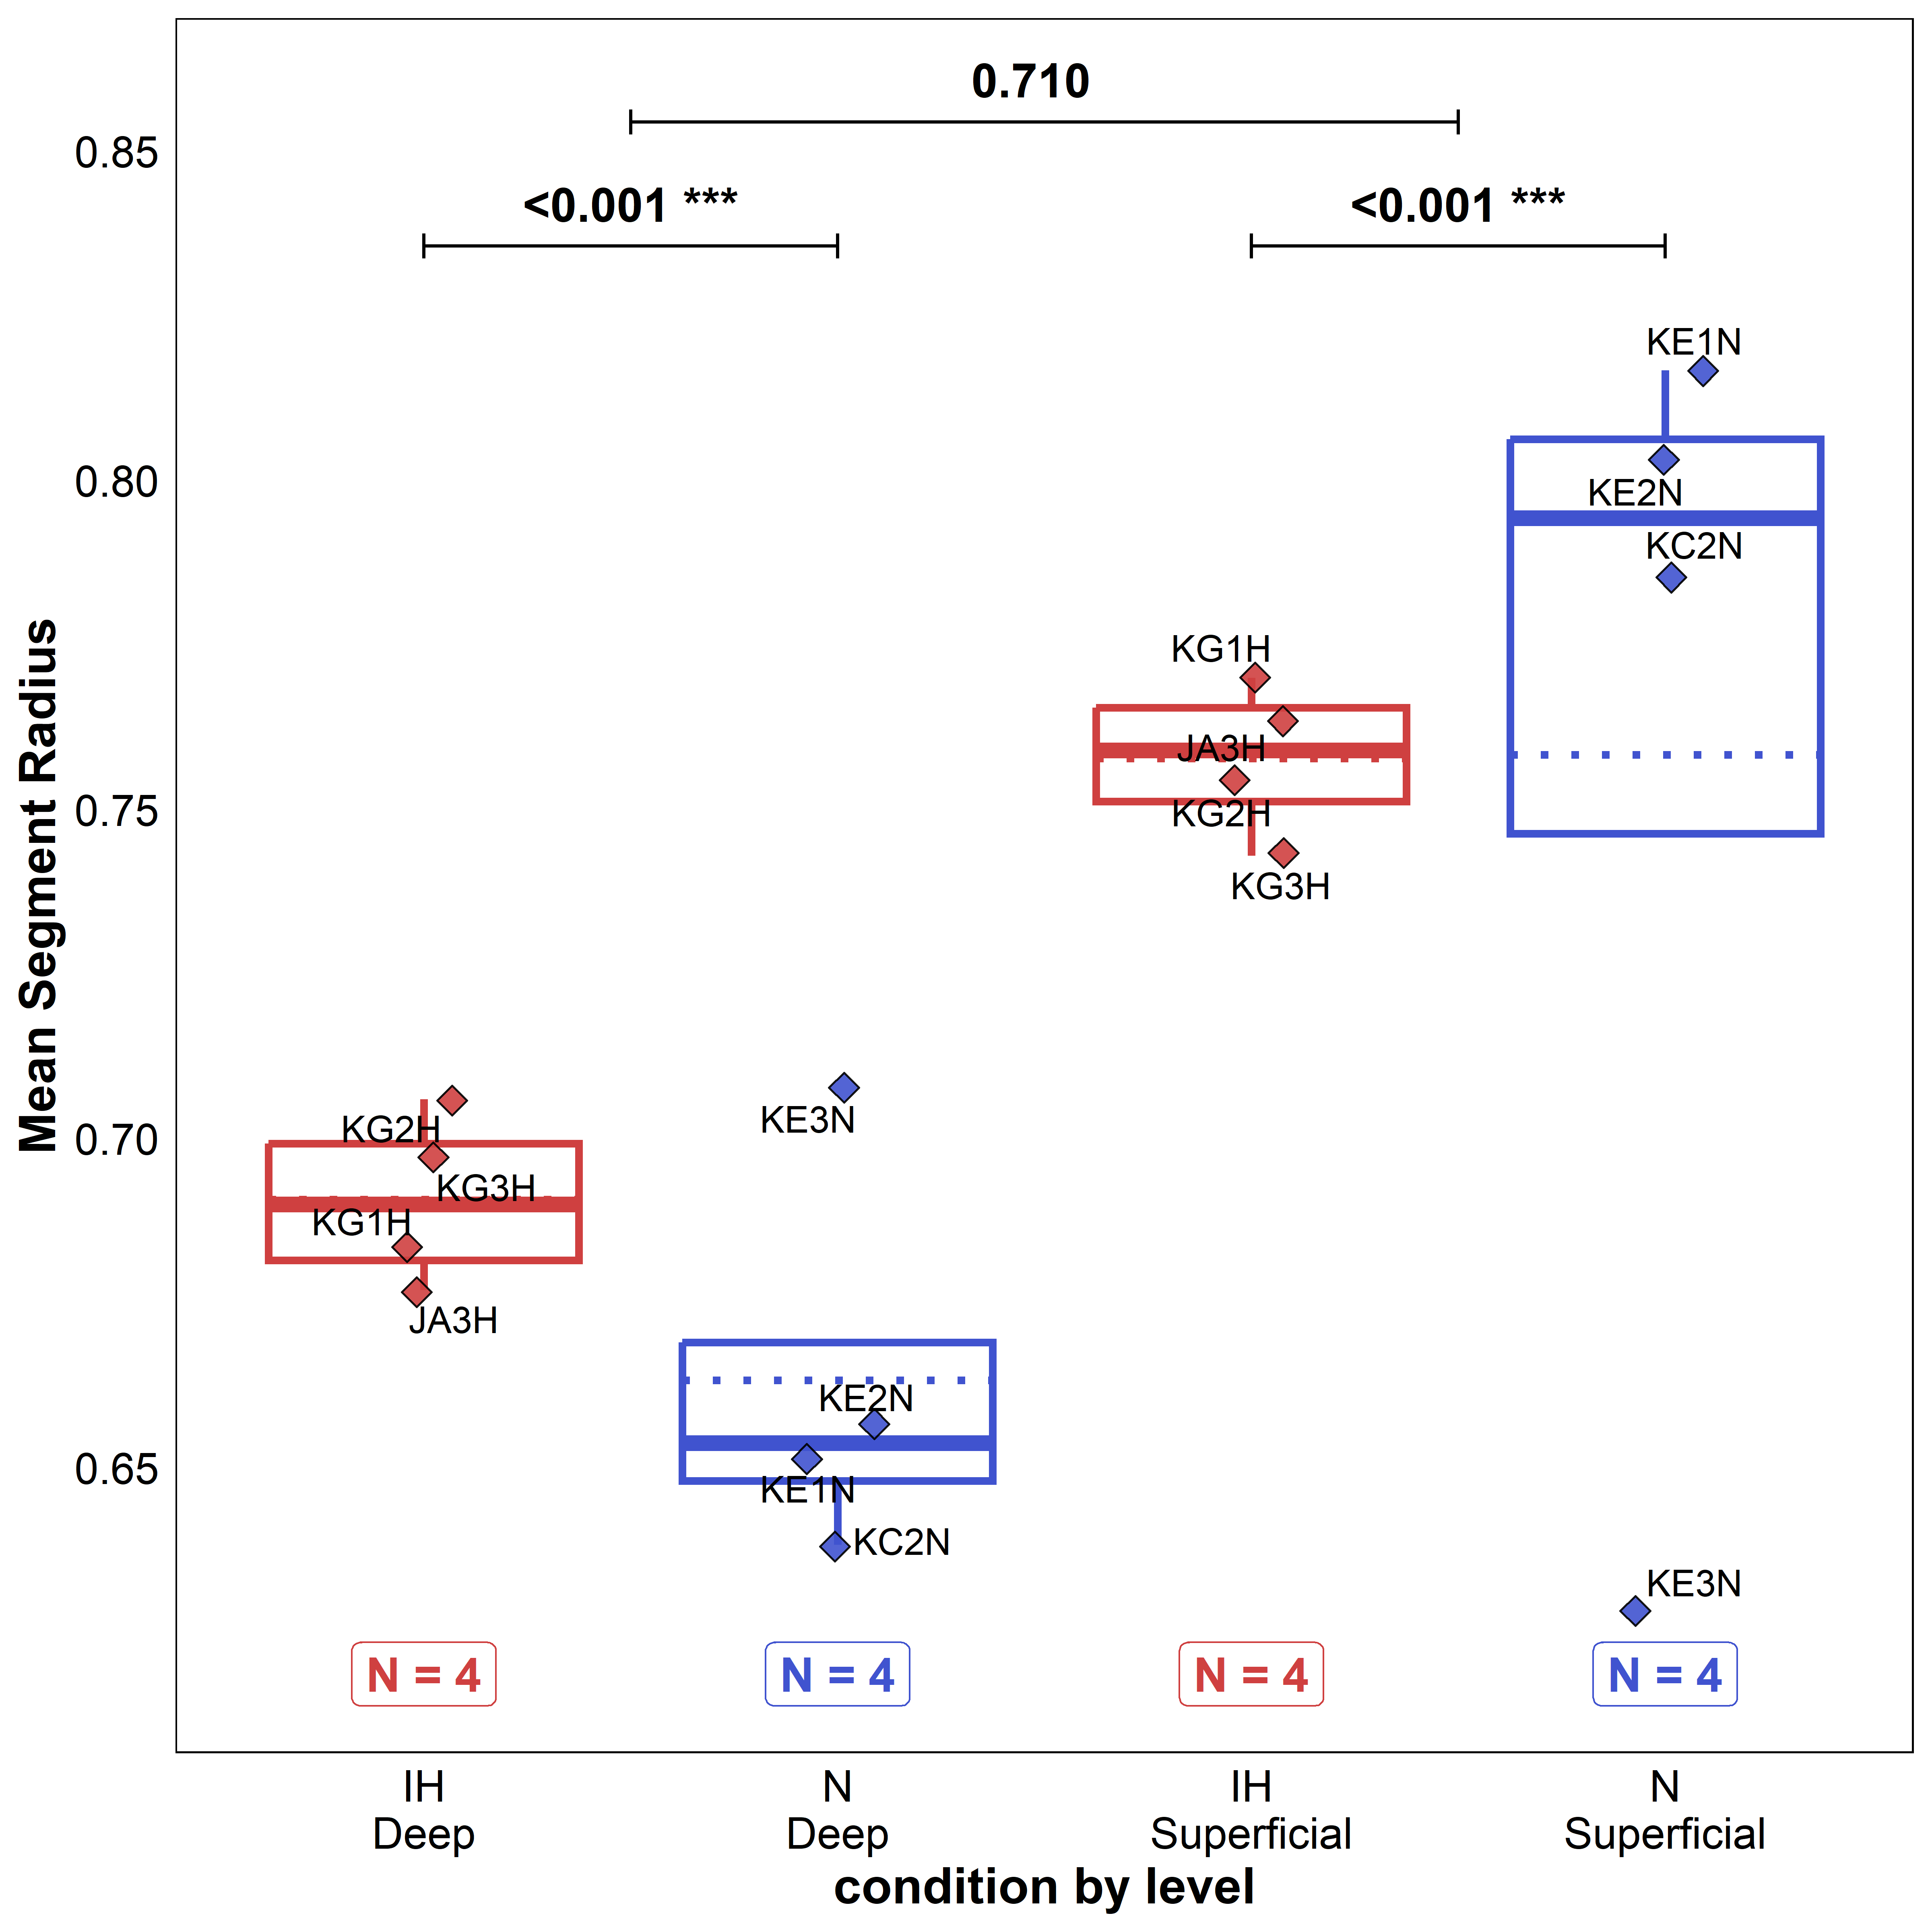 0.710
<0.001 ***
<0.001 ***
0.85
0.80
0.75
0.70
0.65
Mean Segment Radius
KE1N
KE2N
KC2N
KG1H
JA3H
KG2H
KG3H
KE3N
KG2H
KG3H
KG1H
JA3H
KE2N
KE1N
KC2N
KE3N
N = 4
N = 4
N = 4
N = 4
IH
Deep
N
Deep
IH
Superficial
N
Superficial
condition by level